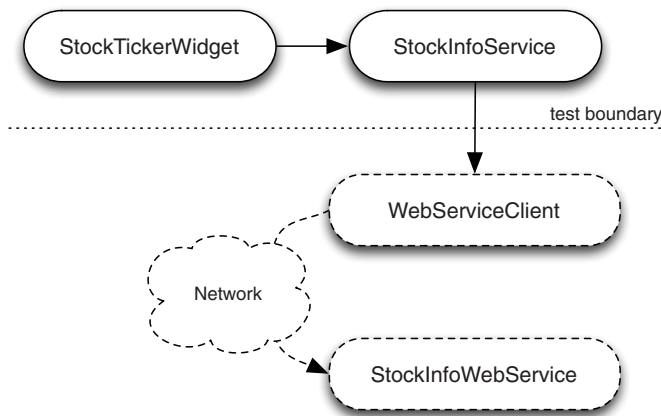 StockTickerWidget
StockInfoService
test boundary
WebServiceClient
Network
StockInfoWebService